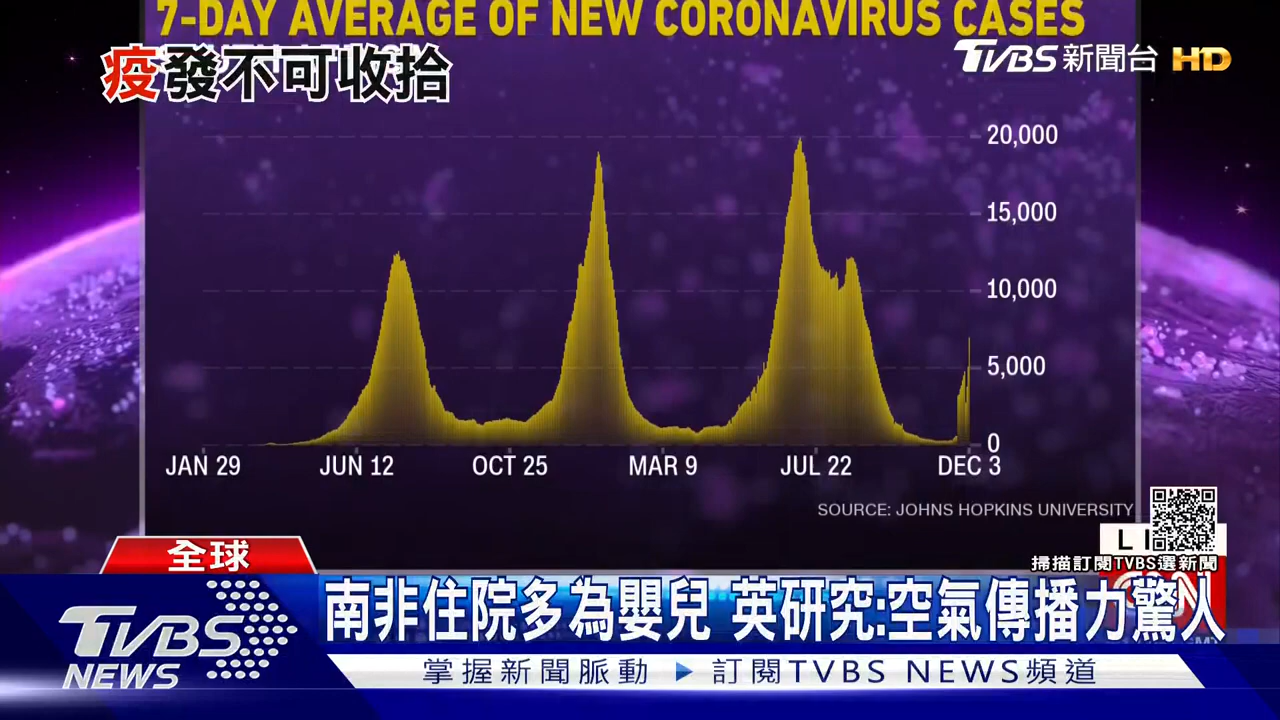 7-DAY AVERAGE OF NEW CORONAVIRUS CASES
疫發不可收拾
TVBS新聞台 HD
20,000
15,000
10,000
5,000
0
JAN 29 JUN 12 OCT 25 MAR 9 JUL 22 DEC 3
SOURCE: JOHNS HOPKINS UNIVERSITY
掃描訂閱TVBS選新聞
全球
南非住院多為嬰兒 英研究:空氣傳播力驚人
TVBS
NEWS
掌握新聞脈動 ▶ 訂閱TVBS NEWS頻道